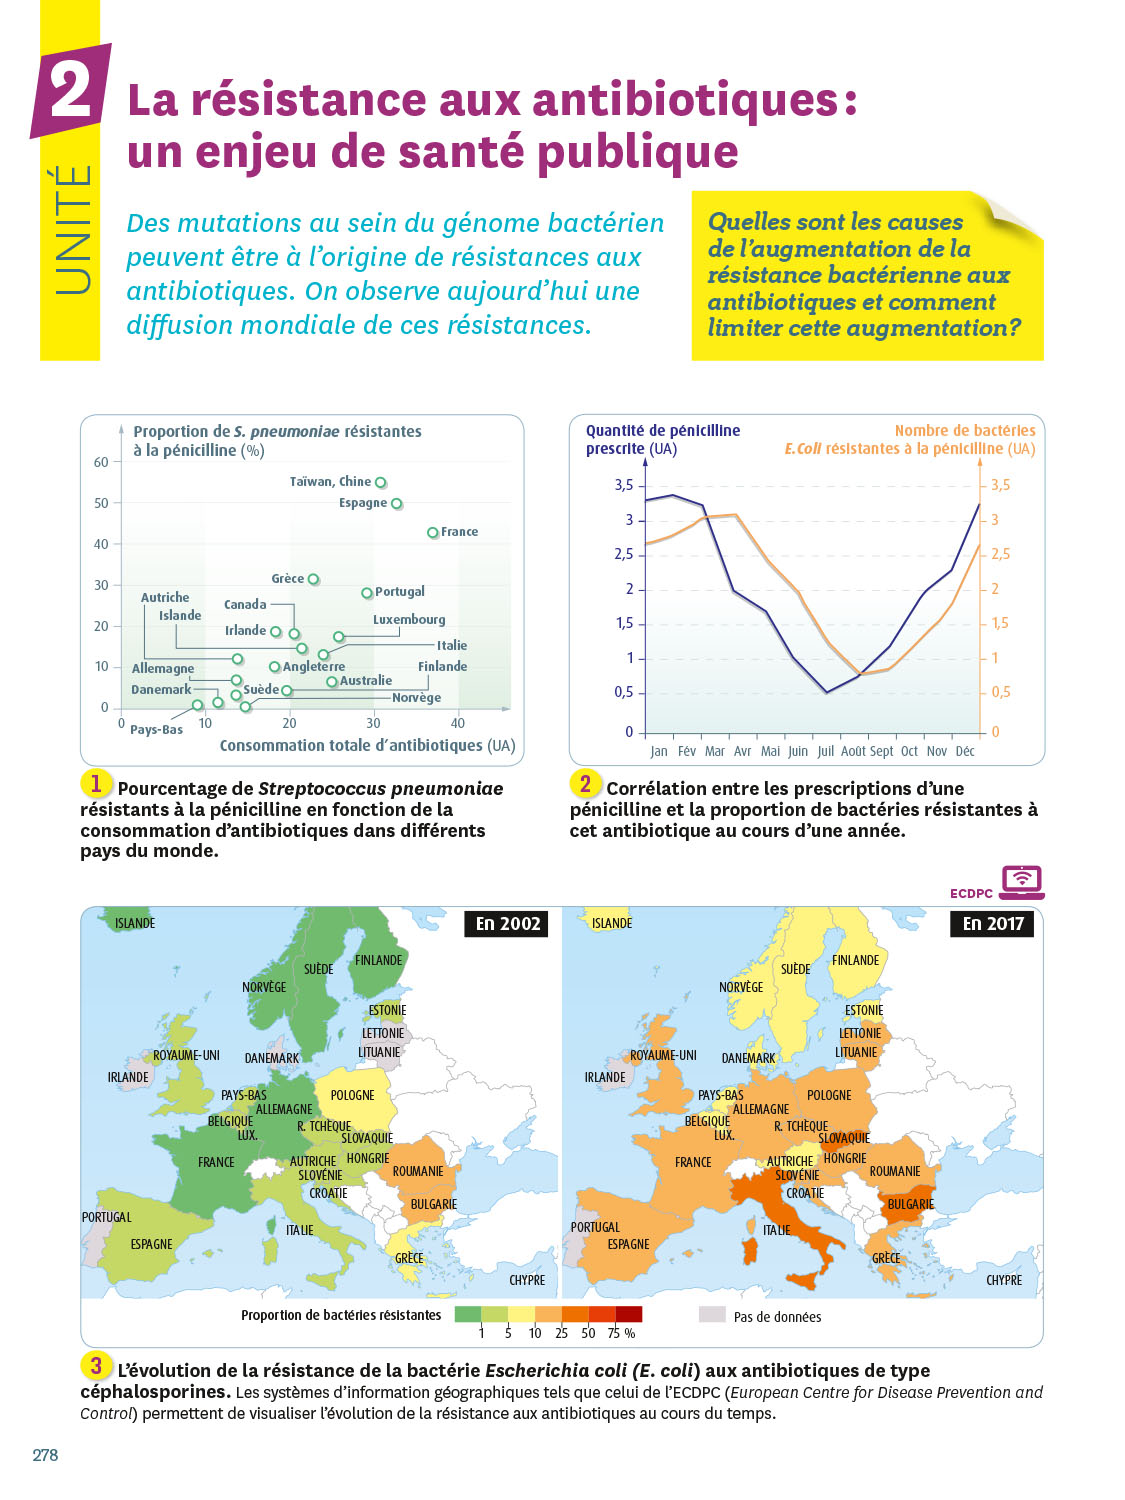 2
UNITÉ
La résistance aux antibiotiques :
un enjeu de santé publique
Des mutations au sein du génome bactérien
peuvent être à l'origine de résistances aux
antibiotiques. On observe aujourd'hui une
diffusion mondiale de ces résistances.
Quelles sont les causes
de l'augmentation de la
résistance bactérienne aux
antibiotiques et comment
limiter cette augmentation ?
Proportion de S. pneumoniae résistantes
à la pénicilline (%)
60
50
40
30
20
10
0
Taïwan, Chine
Espagne
France
Grèce
Portugal
Autriche
Canada
Islande
Luxembourg
Irlande
Italie
Allemagne
Angleterre
Finlande
Danemark
Suède
Australie
Norvège
Pays-Bas
0 10 20 30 40
Consommation totale d'antibiotiques (UA)
1 Pourcentage de Streptococcus pneumoniae
résistants à la pénicilline en fonction de la
consommation d'antibiotiques dans différents
pays du monde.
Quantité de pénicilline
prescrite (UA)
Nombre de bactéries
E.Coli résistantes à la pénicilline (UA)
3,5 3,5
3 3
2,5 2,5
2 2
1,5 1,5
1 1
0,5 0,5
0 0
Jan Fév Mar Avr Mai Juin Juil Août Sept Oct Nov Déc
2 Corrélation entre les prescriptions d'une
pénicilline et la proportion de bactéries résistantes à
cet antibiotique au cours d'une année.
ECDPC
En 2002
ISLANDE
FINLANDE
SUÈDE
NORVÈGE
ESTONIE
LETTONIE
LITUANIE
ROYAUME-UNI
DANEMARK
IRLANDE
PAYS-BAS
POLOGNE
ALLEMAGNE
BELGIQUE
LUX.
R. TCHÈQUE
SLOVAQUIE
FRANCE
AUTRICHE
HONGRIE
SLOVÉNIE
ROUMANIE
CROATIE
BULGARIE
PORTUGAL
ITALIE
ESPAGNE
GRÈCE
CHYPRE
En 2017
ISLANDE
FINLANDE
SUÈDE
NORVÈGE
ESTONIE
LETTONIE
LITUANIE
ROYAUME-UNI
DANEMARK
IRLANDE
PAYS-BAS
POLOGNE
ALLEMAGNE
BELGIQUE
LUX.
R. TCHÈQUE
SLOVAQUIE
FRANCE
AUTRICHE
HONGRIE
SLOVÉNIE
ROUMANIE
CROATIE
BULGARIE
PORTUGAL
ITALIE
ESPAGNE
GRÈCE
CHYPRE
Proportion de bactéries résistantes
1 5 10 25 50 75 %
Pas de données
3 L'évolution de la résistance de la bactérie Escherichia coli (E. coli) aux antibiotiques de type
céphalosporines. Les systèmes d'information géographiques tels que celui de l'ECDPC (European Centre for Disease Prevention and
Control) permettent de visualiser l'évolution de la résistance aux antibiotiques au cours du temps.
278